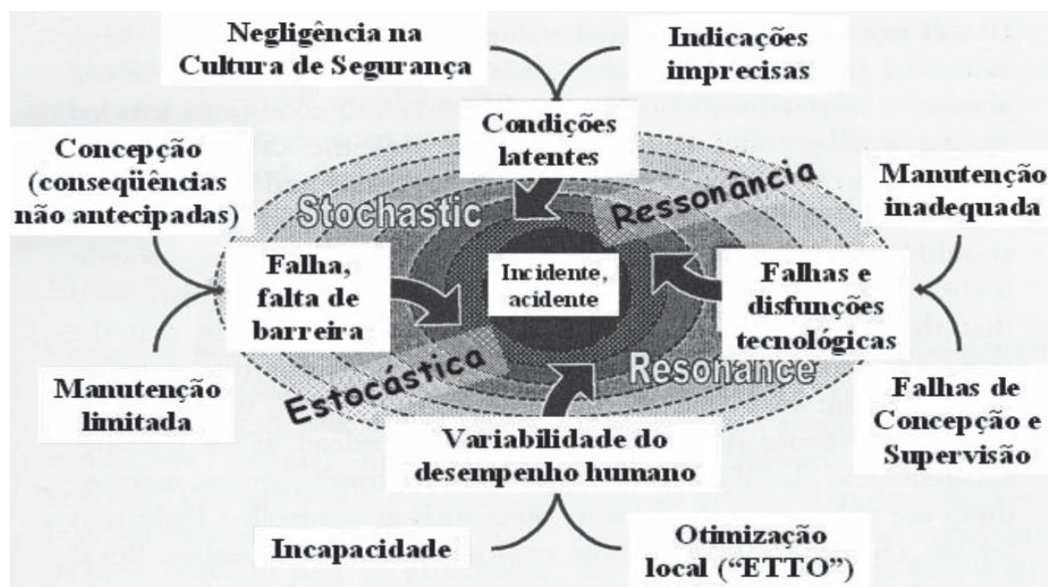 Negligência na
Cultura de Segurança
Indicações
imprecisas
Condições
latentes
Concepção
(conseqüências
não antecipadas)
Manutenção
inadequada
Stochastic
Ressonância
Falha,
falta de
barreira
Incidente,
acidente
Falhas e
disfunções
tecnológicas
Estocástica
Resonance
Manutenção
limitada
Falhas de
Concepção e
Supervisão
Variabilidade do
desempenho humano
Incapacidade
Otimização
local (“ETTO”)